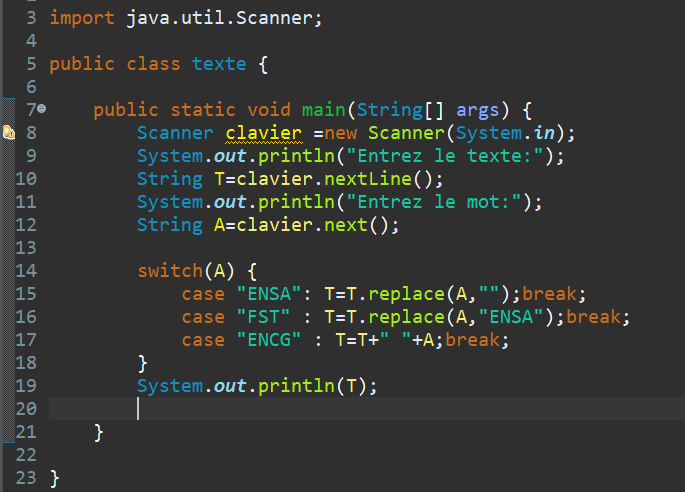 3 import java.util.Scanner;
4
5 public class texte {
6
7 public static void main(String[] args) {
8 Scanner clavier =new Scanner(System.in);
9 System.out.println("Entrez le texte:");
10 String T=clavier.nextLine();
11 System.out.println("Entrez le mot:");
12 String A=clavier.next();
13
14 switch(A) {
15 case "ENSA": T=T.replace(A,"");break;
16 case "FST" : T=T.replace(A,"ENSA");break;
17 case "ENCG" : T=T+" "+A;break;
18 }
19 System.out.println(T);
20
21 }
22
23 }